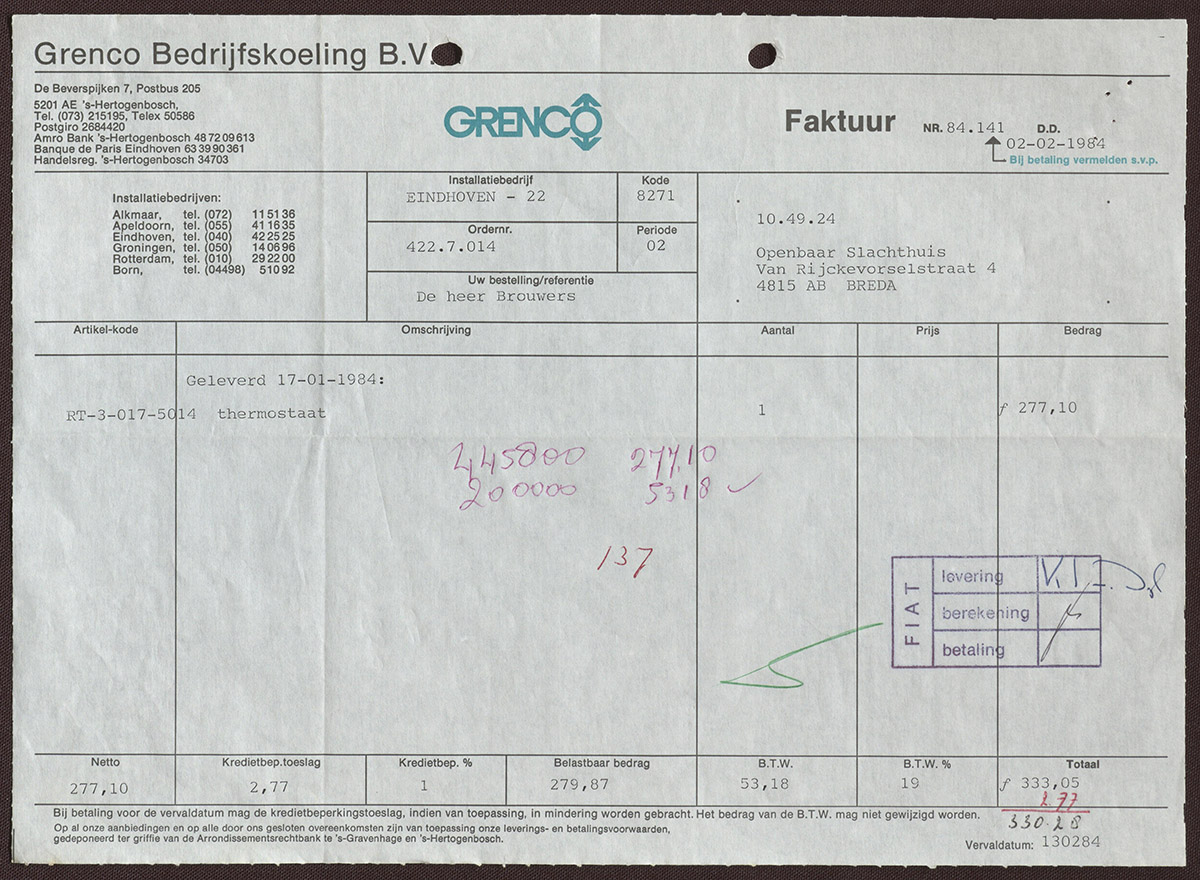 Grenco Bedrijfskoeling B.V.
De Beverspijken 7, Postbus 205
5201 AE 's-Hertogenbosch,
Tel. (073) 215195, Telex 50586
Postgiro 2684420
Amro Bank 's-Hertogenbosch 48 72 09 613
Banque de Paris Eindhoven 63 39 90 361
Handelsreg. 's-Hertogenbosch 34703
GRENCO
Faktuur NR. 84.141 D.D.
02-02-1984
Bij betaling vermelden s.v.p.
Installatiebedrijven:
Alkmaar, tel. (072) 11 51 36
Apeldoorn, tel. (055) 41 16 35
Eindhoven, tel. (040) 42 25 25
Groningen, tel. (050) 14 06 96
Rotterdam, tel. (010) 29 22 00
Born, tel. (04498) 510 92
Installatiebedrijf
EINDHOVEN - 22
Kode
8271
Ordernr.
422.7.014
Periode
02
Uw bestelling/referentie
De heer Brouwers
10.49.24
Openbaar Slachthuis
Van Rijckevorselstraat 4
4815 AB BREDA
Artikel-kode Omschrijving Aantal Prijs Bedrag
Geleverd 17-01-1984:
RT-3-017-5014 thermostaat 1 f 277,10
445800 277.10
200000 5318
137
FIAT
levering
berekening
betaling
Netto Kredietbep.toeslag Kredietbep. % Belastbaar bedrag B.T.W. B.T.W. % Totaal
277,10 2,77 1 279,87 53,18 19 f 333,05
2.77
330.28
Bij betaling voor de vervaldatum mag de kredietbeperkingstoeslag, indien van toepassing, in mindering worden gebracht. Het bedrag van de B.T.W. mag niet gewijzigd worden.
Op al onze aanbiedingen en op alle door ons gesloten overeenkomsten zijn van toepassing onze leverings- en betalingsvoorwaarden,
gedeponeerd ter griffie van de Arrondissementsrechtbank te 's-Gravenhage en 's-Hertogenbosch.
Vervaldatum: 130284